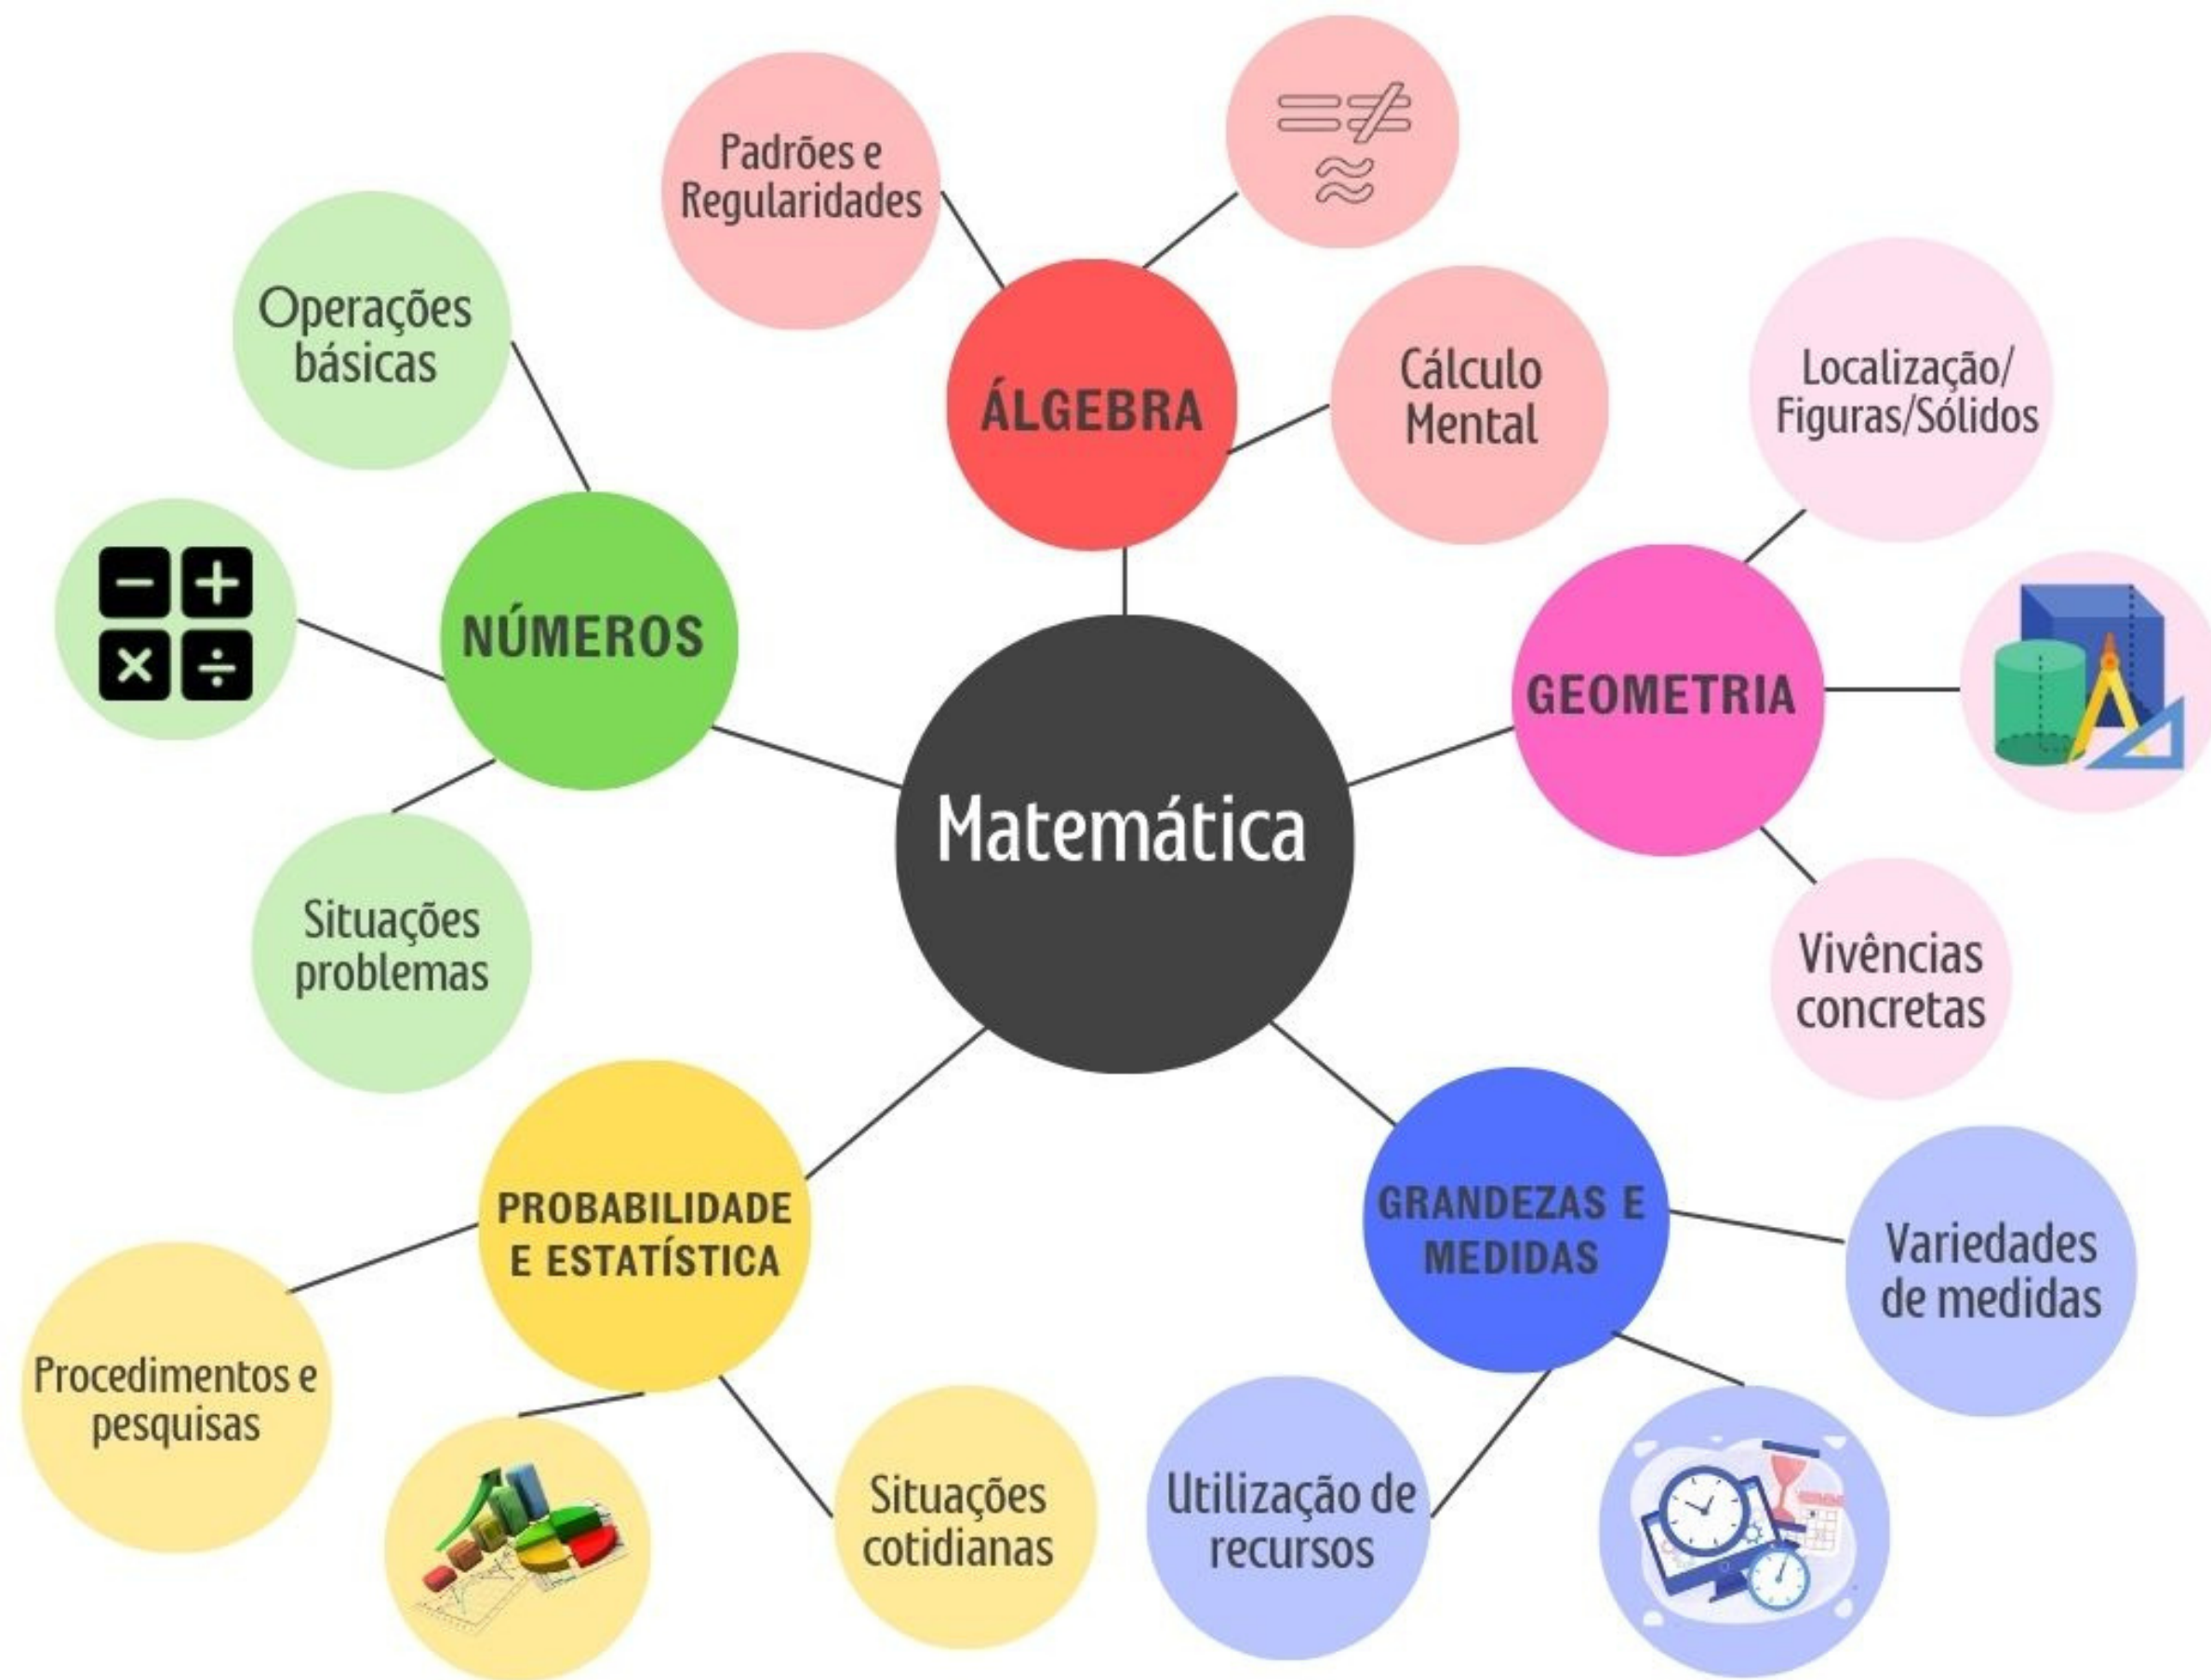 Padrões e
Regularidades
= ≠
≈
Operações
básicas
ÁLGEBRA
Cálculo
Mental
Localização/
Figuras/Sólidos
− +
× ÷
NÚMEROS
GEOMETRIA
Matemática
Situações
problemas
Vivências
concretas
PROBABILIDADE
E ESTATÍSTICA
GRANDEZAS E
MEDIDAS
Variedades
de medidas
Procedimentos e
pesquisas
Situações
cotidianas
Utilização de
recursos